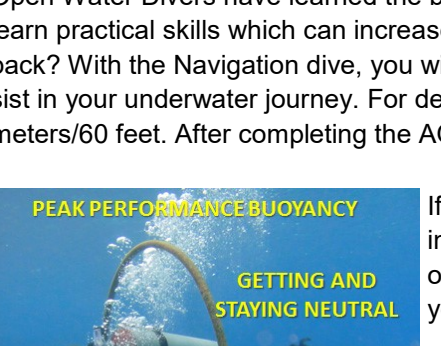 Open Water Divers have learned the b
earn practical skills which can increase
back? With the Navigation dive, you wi
sist in your underwater journey. For de
meters/60 feet. After completing the A
PEAK PERFORMANCE BUOYANCY
GETTING AND
STAYING NEUTRAL
If
in
o
y